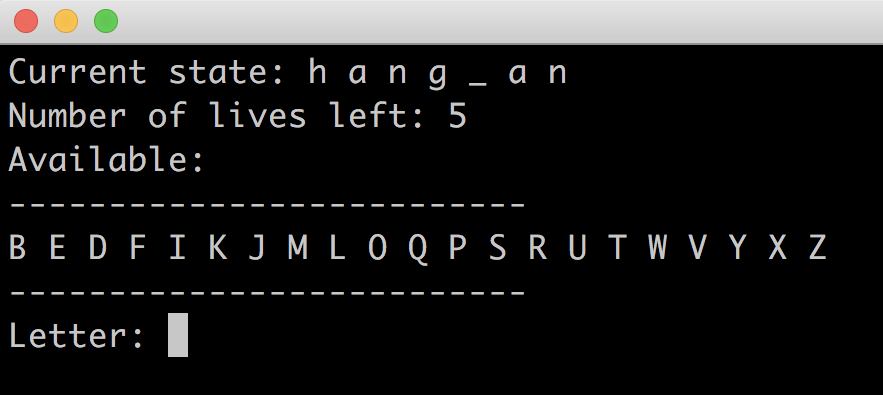 Current state: h a n g _ a n
Number of lives left: 5
Available:
--------------------------
B E D F I K J M L O Q P S R U T W V Y X Z
--------------------------
Letter: